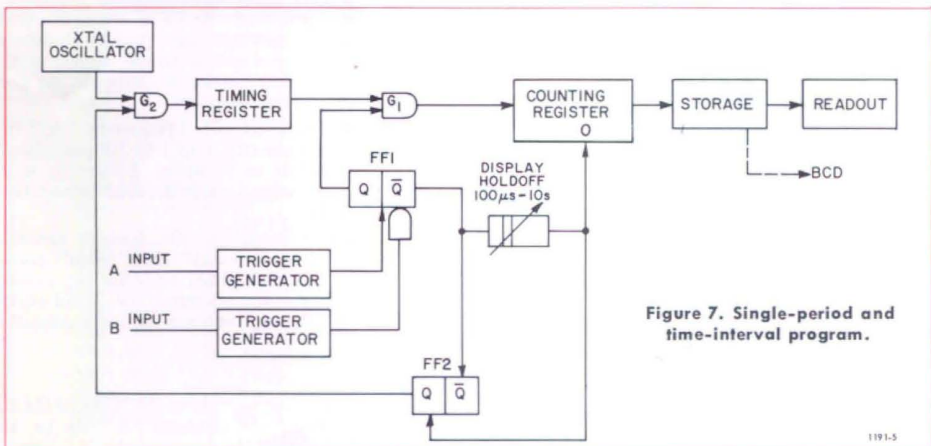 XTAL
OSCILLATOR
G2
TIMING
REGISTER
G1
COUNTING
REGISTER
O
STORAGE
READOUT
BCD
FF1
Q Q̅
DISPLAY
HOLDOFF
100μs-10s
A INPUT
TRIGGER
GENERATOR
B INPUT
TRIGGER
GENERATOR
Figure 7. Single-period and
time-interval program.
FF2
Q Q̅
1191-5